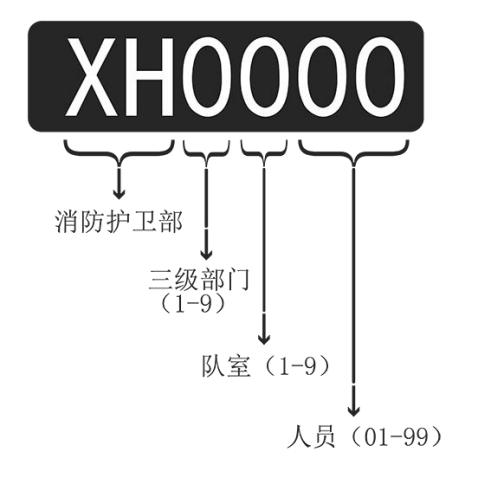 XH0000
消防护卫部
三级部门
（1-9）
队室（1-9）
人员（01-99）